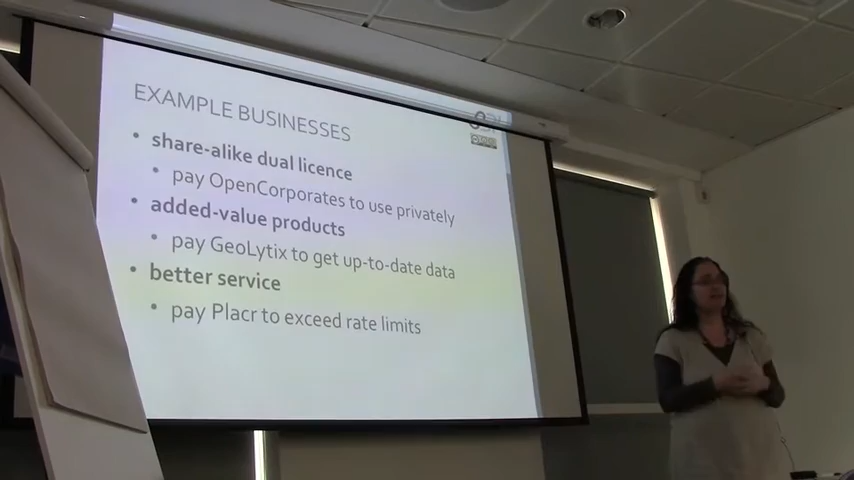 EXAMPLE BUSINESSES
• share-alike dual licence
• pay OpenCorporates to use privately
• added-value products
• pay GeoLytix to get up-to-date data
• better service
• pay Placr to exceed rate limits